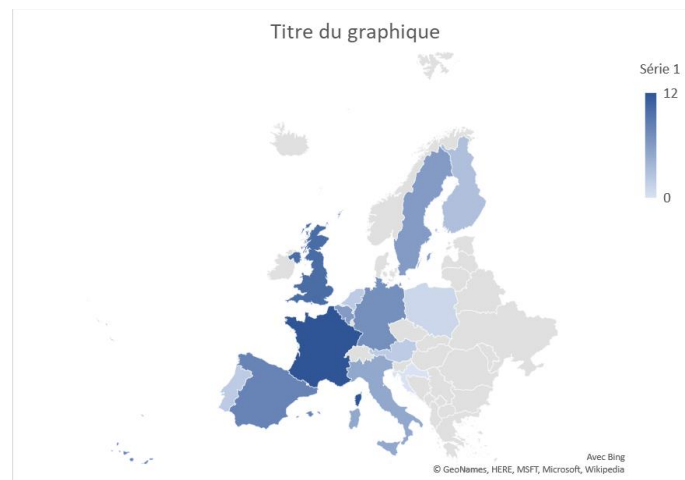 Titre du graphique
Série 1
12
0
Avec Bing
© GeoNames, HERE, MSFT, Microsoft, Wikipedia